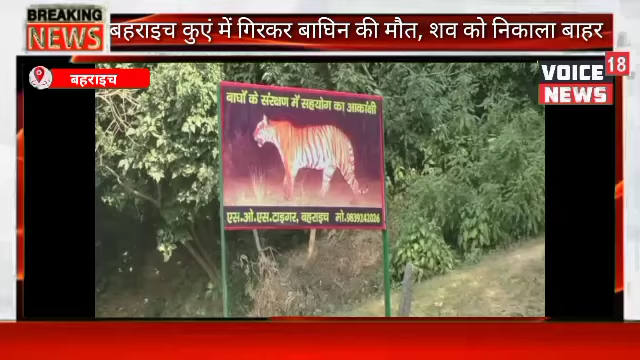 BREAKING
NEWS
बहराइच कुएं में गिरकर बाघिन की मौत, शव को निकाला बाहर
बहराइच
VOICE 18
NEWS
बाघों के संरक्षण में सहयोग का आकांक्षी
एस.ओ.एस.टाइगर, बहराइच मो.9839242026